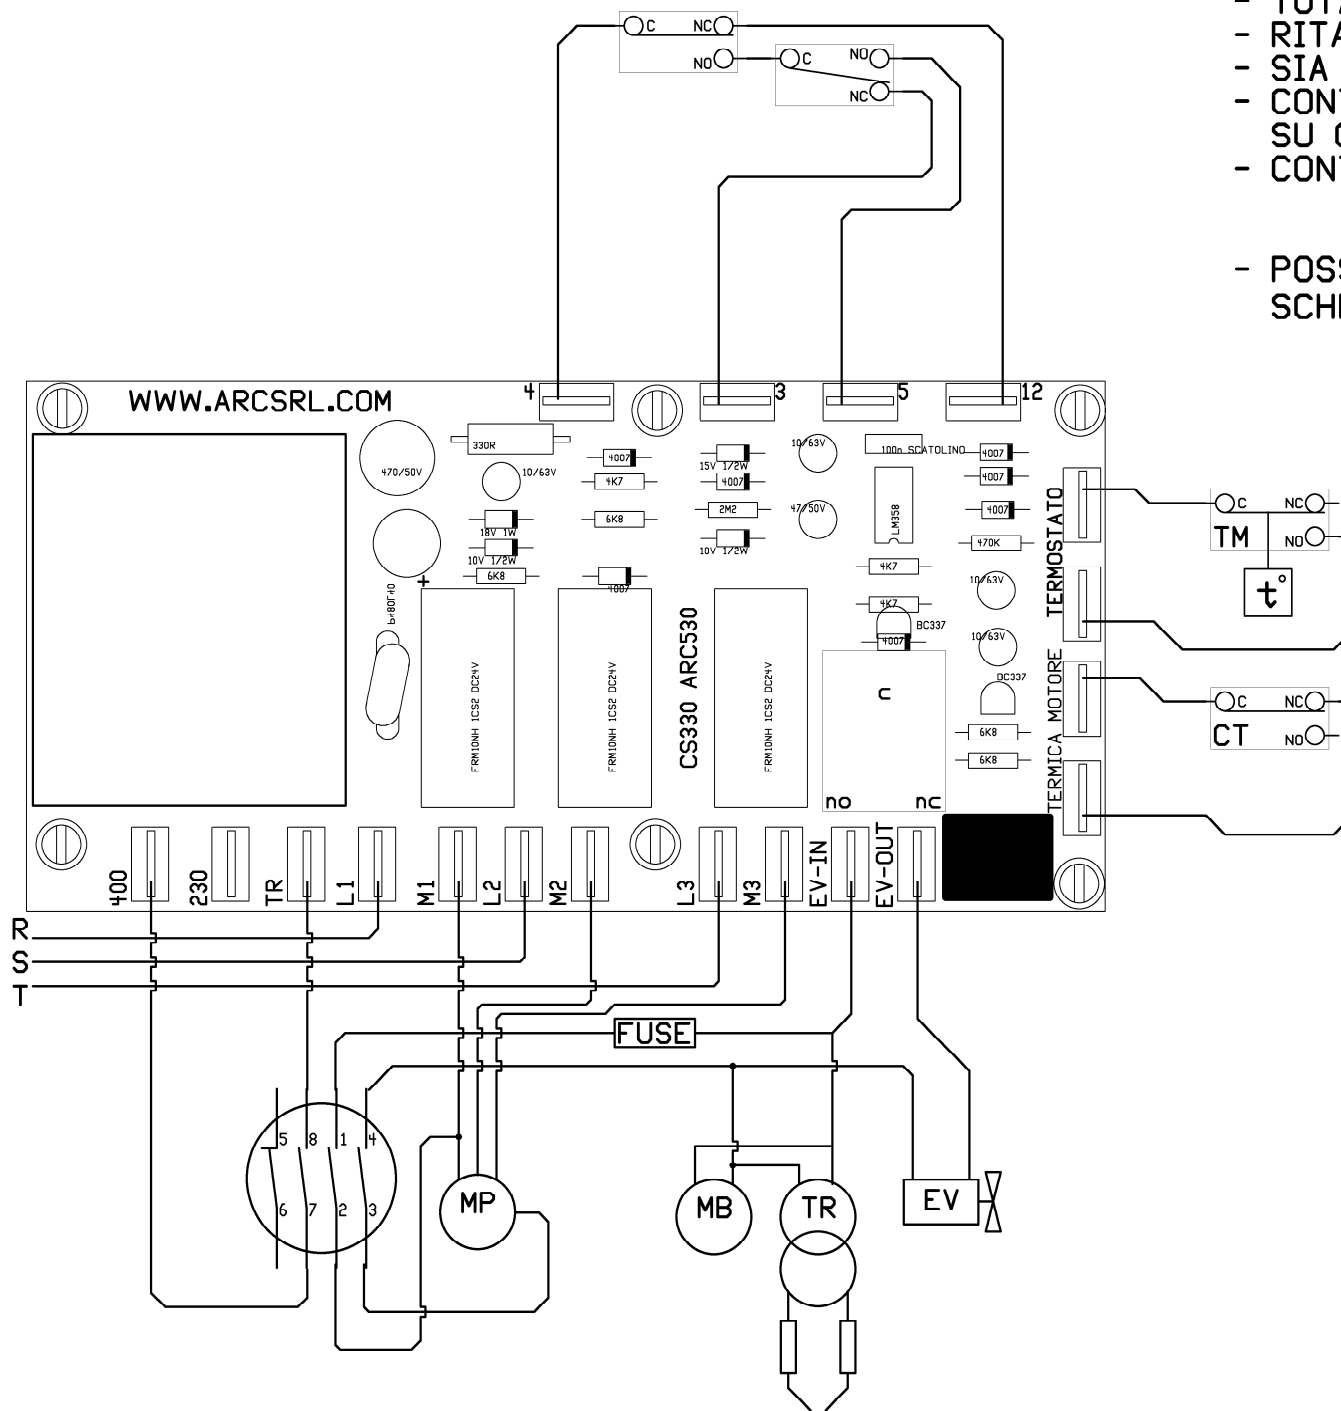 C NC
NO C NO
NC
- RITA
- SIA
- CONT
SU
- CONT
- POSS
SCH
WWW.ARCSRL.COM
4 3 5 12
470/50V
330R
10/63V
18V 1W
10V 1/2W
6K8
+
4007
4K7
6K8
4007
15V 1/2W
4007
2M2
10V 1/2W
10/63V
47/50V
100n SCATOLINO
LM358
4K7
4K7
BC337
4007
4007
4007
4007
470K
10/63V
10/63V
BC337
6K8
6K8
FRM10NH 1CS2 DC24V
FRM10NH 1CS2 DC24V
CS330 ARC530
FRM10NH 1CS2 DC24V
c
no nc
TERMOSTATO
TERMICA MOTORE
C NC
TM NO
t°
C NC
CT NO
400 230 TR L1 M1 L2 M2 L3 M3 EV-IN EV-OUT
R
S
T
FUSE
5 8 1 4
6 7 2 3
MP
MB
TR
EV